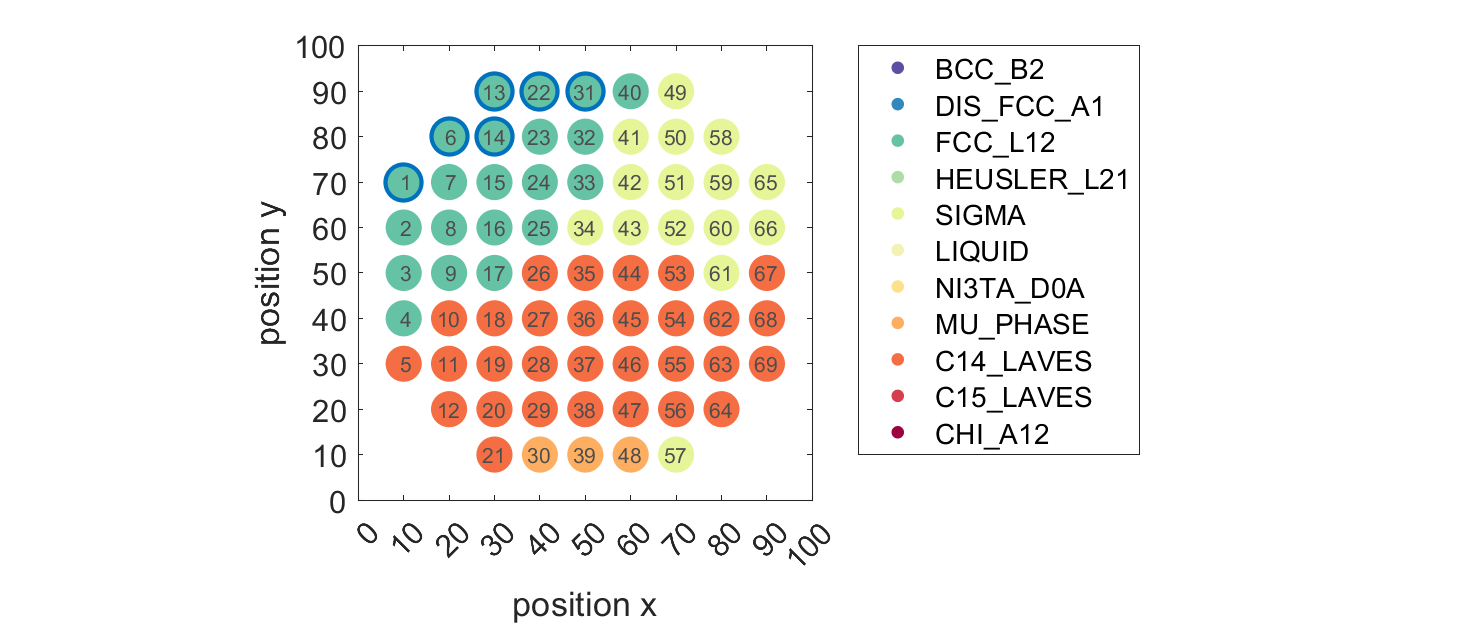 100
90
80
70
60
50
40
30
20
10
0
position y
13 22 31 40 49
6 14 23 32 41 50 58
1 7 15 24 33 42 51 59 65
2 8 16 25 34 43 52 60 66
3 9 17 26 35 44 53 61 67
4 10 18 27 36 45 54 62 68
5 11 19 28 37 46 55 63 69
12 20 29 38 47 56 64
21 30 39 48 57
0 10 20 30 40 50 60 70 80 90 100
position x
BCC_B2
DIS_FCC_A1
FCC_L12
HEUSLER_L21
SIGMA
LIQUID
NI3TA_D0A
MU_PHASE
C14_LAVES
C15_LAVES
CHI_A12